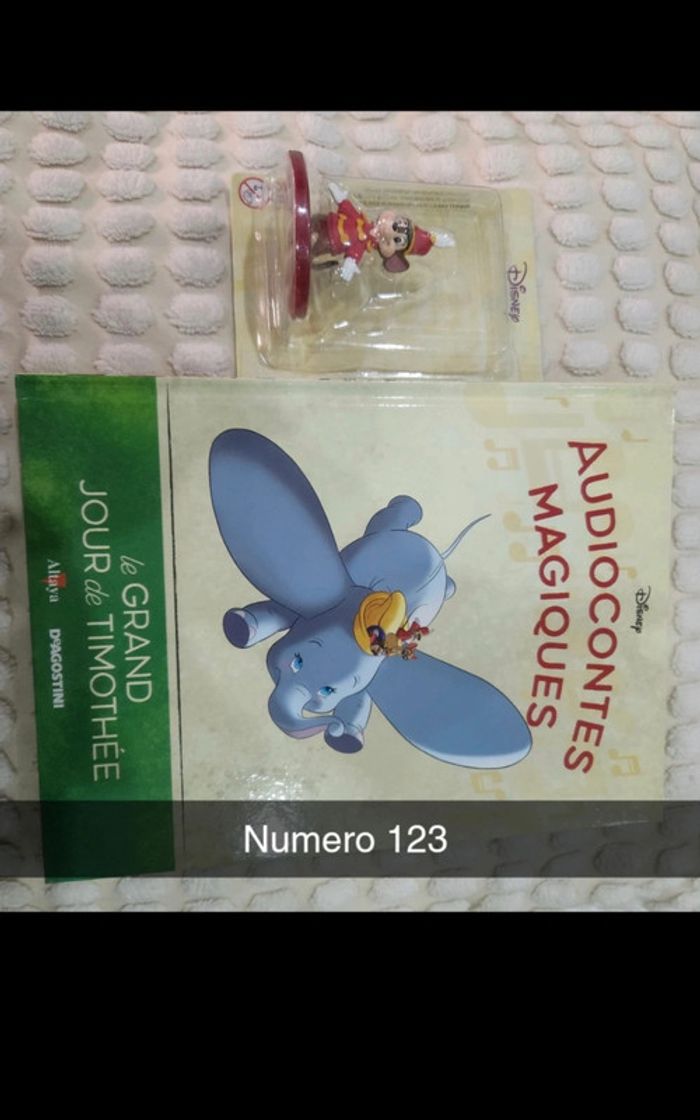 Disney
Disney
AUDIOCONTES
MAGIQUES
le GRAND
JOUR de TIMOTHÉE
Altaya
DeAGOSTINI
Numero 123